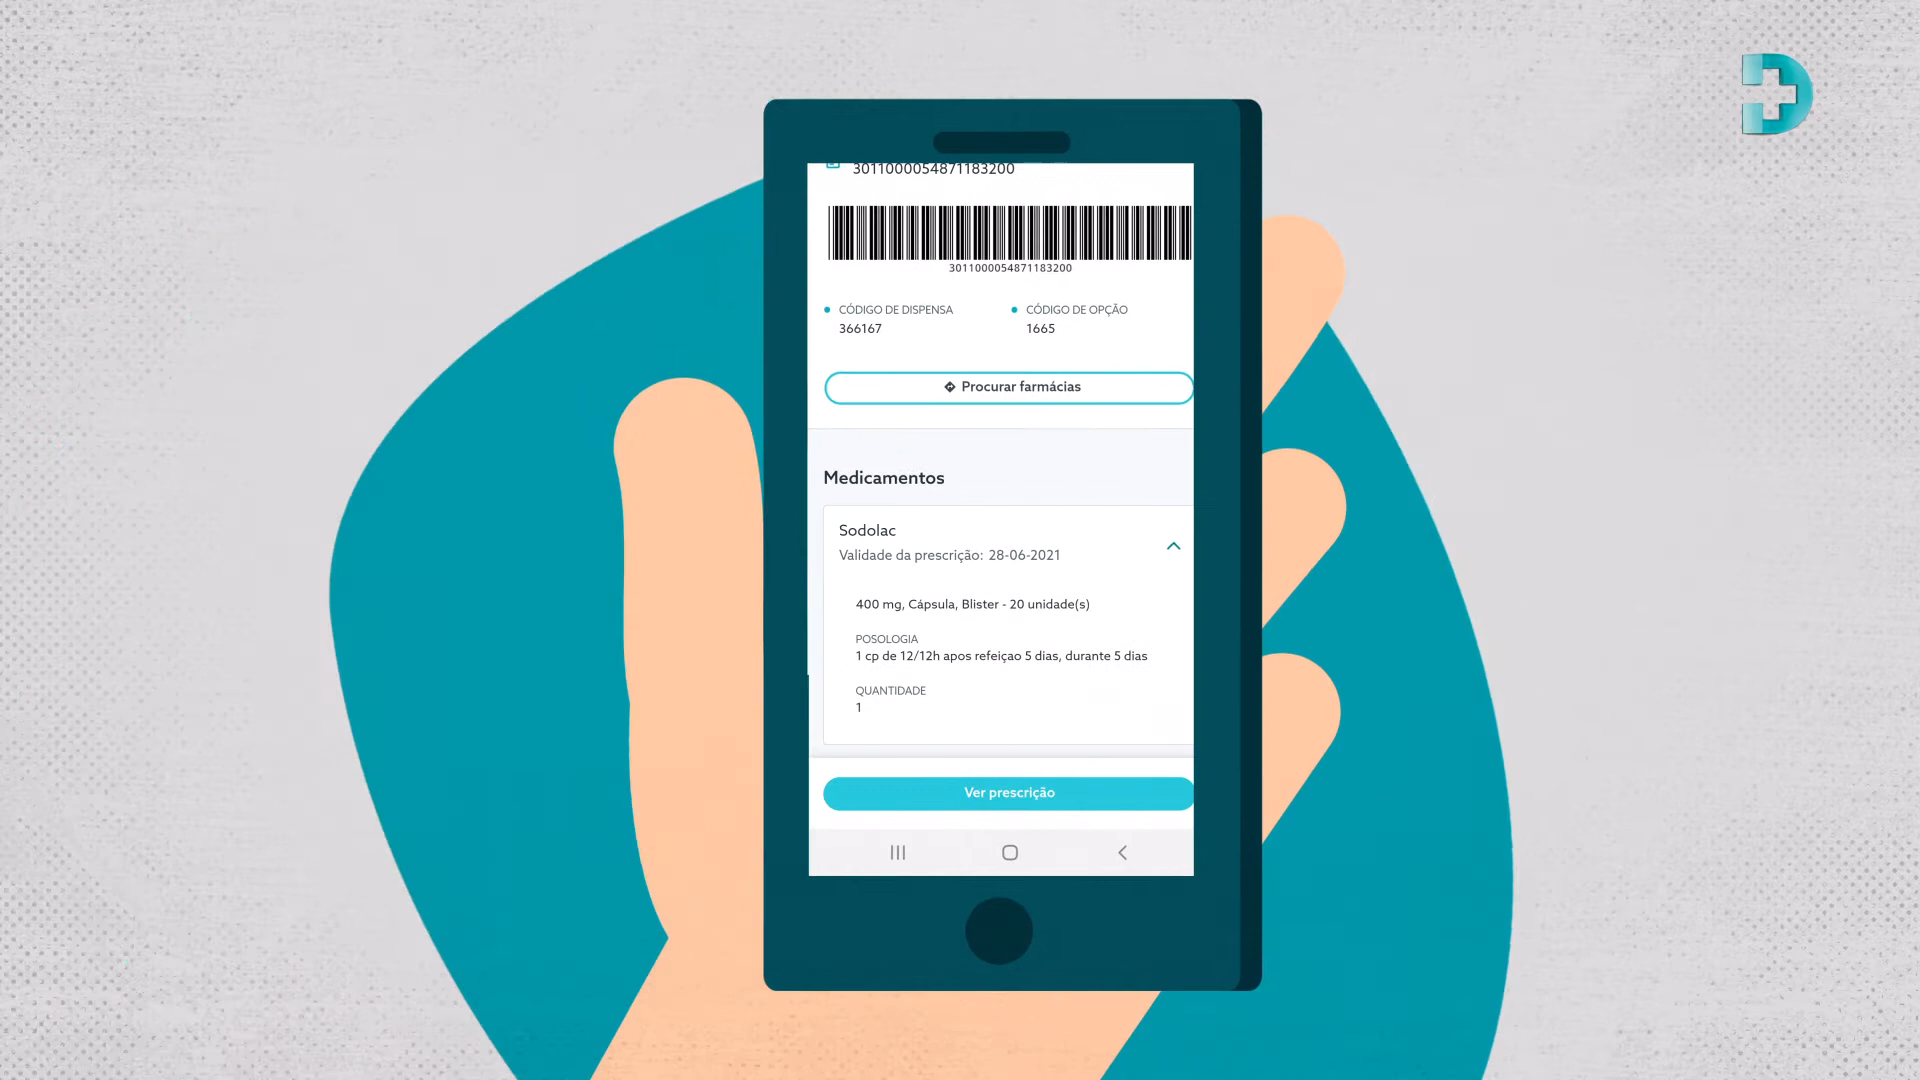 3011000054871183200
3011000054871183200
CÓDIGO DE DISPENSA
366167
CÓDIGO DE OPÇÃO
1665
Procurar farmácias
Medicamentos
Sodolac
Validade da prescrição: 28-06-2021
400 mg, Cápsula, Blister - 20 unidade(s)
POSOLOGIA
1 cp de 12/12h apos refeiçao 5 dias, durante 5 dias
QUANTIDADE
1
Ver prescrição